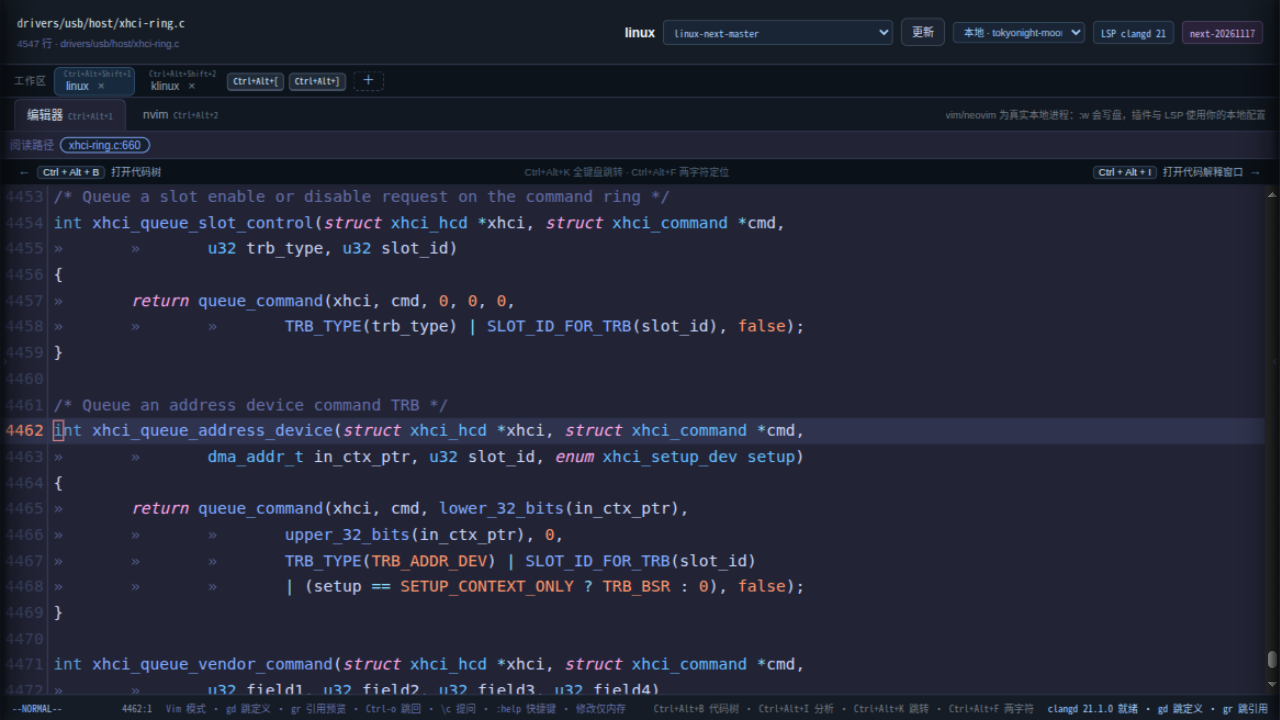 drivers/usb/host/xhci-ring.c
4547 行 · drivers/usb/host/xhci-ring.c
linux linux-next-master 更新 本地 · tokyonight-moon LSP clangd 21 next-20261117
工作区 Ctrl+Alt+Shift+1 linux × Ctrl+Alt+Shift+2 klinux × Ctrl+Alt+[ Ctrl+Alt+] +
编辑器 Ctrl+Alt+1 nvim Ctrl+Alt+2 vim/neovim 为真实本地进程：:w 会写盘，插件与 LSP 使用你的本地配置
阅读路径 xhci-ring.c:660
← Ctrl + Alt + B 打开代码树 Ctrl+Alt+K 全键盘跳转 · Ctrl+Alt+F 两字符定位 Ctrl + Alt + I 打开代码解释窗口 →
4453 /* Queue a slot enable or disable request on the command ring */
4454 int xhci_queue_slot_control(struct xhci_hcd *xhci, struct xhci_command *cmd,
4455 » » u32 trb_type, u32 slot_id)
4456 {
4457 » return queue_command(xhci, cmd, 0, 0, 0,
4458 » » » TRB_TYPE(trb_type) | SLOT_ID_FOR_TRB(slot_id), false);
4459 }
4460
4461 /* Queue an address device command TRB */
4462 int xhci_queue_address_device(struct xhci_hcd *xhci, struct xhci_command *cmd,
4463 » » dma_addr_t in_ctx_ptr, u32 slot_id, enum xhci_setup_dev setup)
4464 {
4465 » return queue_command(xhci, cmd, lower_32_bits(in_ctx_ptr),
4466 » » » upper_32_bits(in_ctx_ptr), 0,
4467 » » » TRB_TYPE(TRB_ADDR_DEV) | SLOT_ID_FOR_TRB(slot_id)
4468 » » » | (setup == SETUP_CONTEXT_ONLY ? TRB_BSR : 0), false);
4469 }
4470
4471 int xhci_queue_vendor_command(struct xhci_hcd *xhci, struct xhci_command *cmd,
4472 » » u32 field1, u32 field2, u32 field3, u32 field4)
--NORMAL-- 4462:1 Vim 模式 · gd 跳定义 · gr 引用预览 · Ctrl-o 跳回 · \c 提问 · :help 快捷键 · 修改仅内存 Ctrl+Alt+B 代码树 · Ctrl+Alt+I 分析 · Ctrl+Alt+K 跳转 · Ctrl+Alt+F 两字符 clangd 21.1.0 就绪 · gd 跳定义 · gr 跳引用